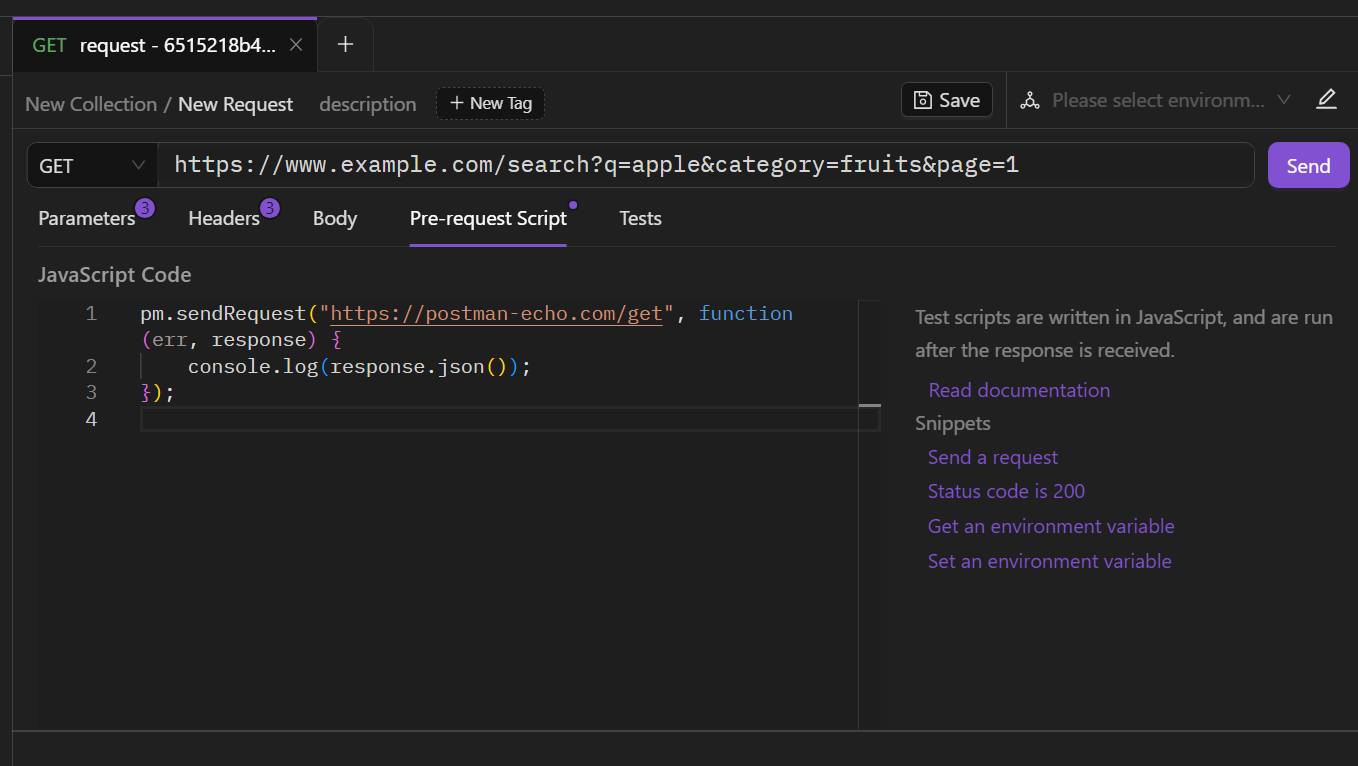 GET request - 6515218b4...
New Collection / New Request description + New Tag Save Please select environm...
GET https://www.example.com/search?q=apple&category=fruits&page=1 Send
Parameters 3 Headers 3 Body Pre-request Script Tests
JavaScript Code
1 pm.sendRequest("https://postman-echo.com/get", function
(err, response) {
2 console.log(response.json());
3 });
4
Test scripts are written in JavaScript, and are run
after the response is received.
Read documentation
Snippets
Send a request
Status code is 200
Get an environment variable
Set an environment variable